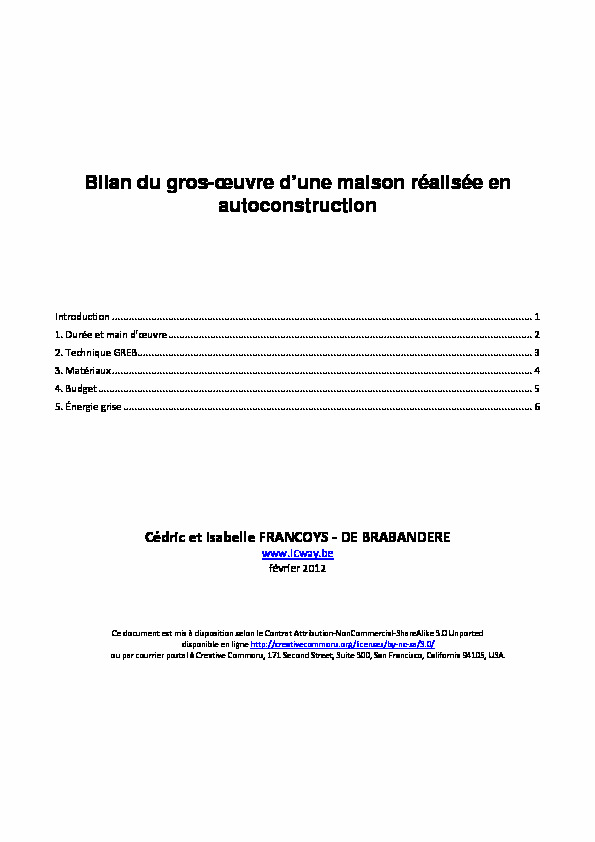 Bilan du gros-œuvre d'une maison réalisée en
autoconstruction
Introduction ........ 1
1. Durée et main d'œuvre ........ 2
2. Technique GREB ........ 3
3. Matériaux ........ 4
4. Budget ........ 5
5. Énergie grise ........ 6
Cédric et Isabelle FRANCOYS - DE BRABANDERE
www.icway.be
février 2012
Ce document est mis à disposition selon le Contrat Attribution-NonCommercial-ShareAlike 3.0 Unported
disponible en ligne http://creativecommons.org/licenses/by-nc-sa/3.0/
ou par courrier postal à Creative Commons, 171 Second Street, Suite 300, San Francisco, California 94105, USA.